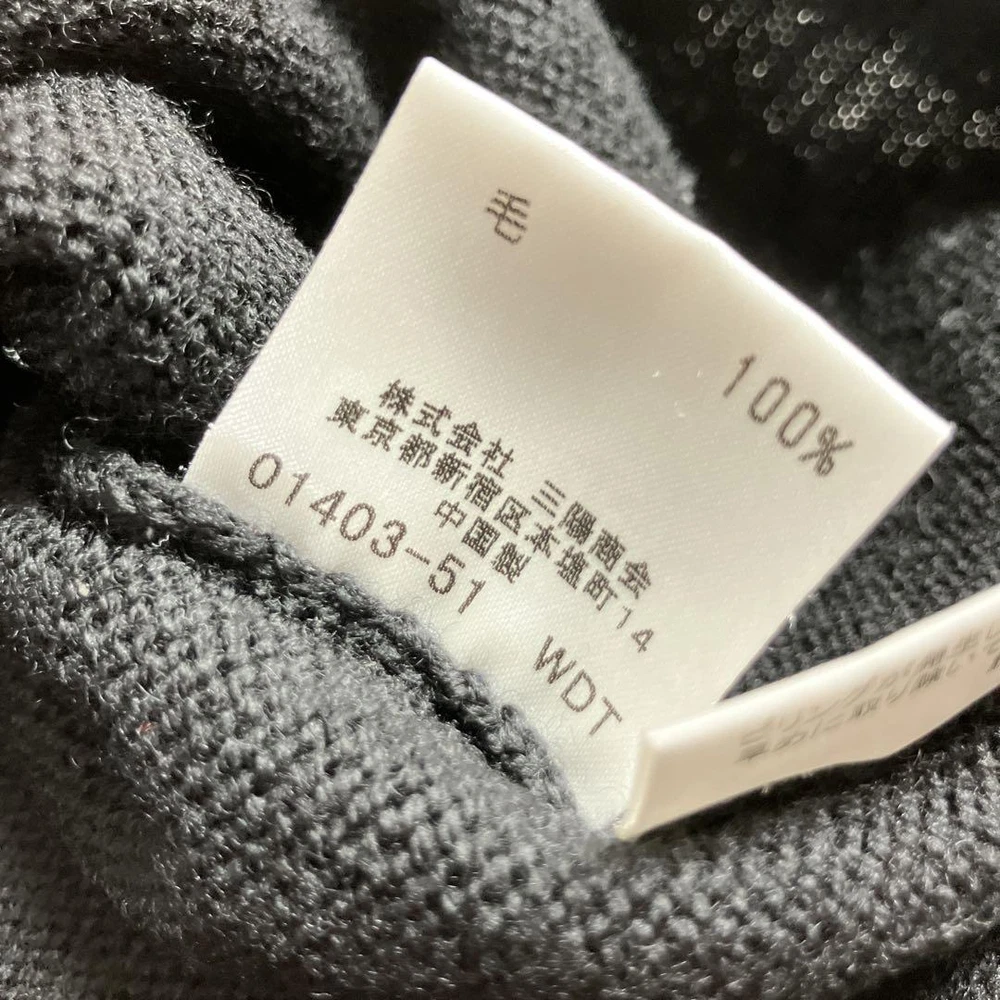 毛 100%
株式会社 三陽商会
東京都新宿区本塩町14
中国製
01403-51 WDT